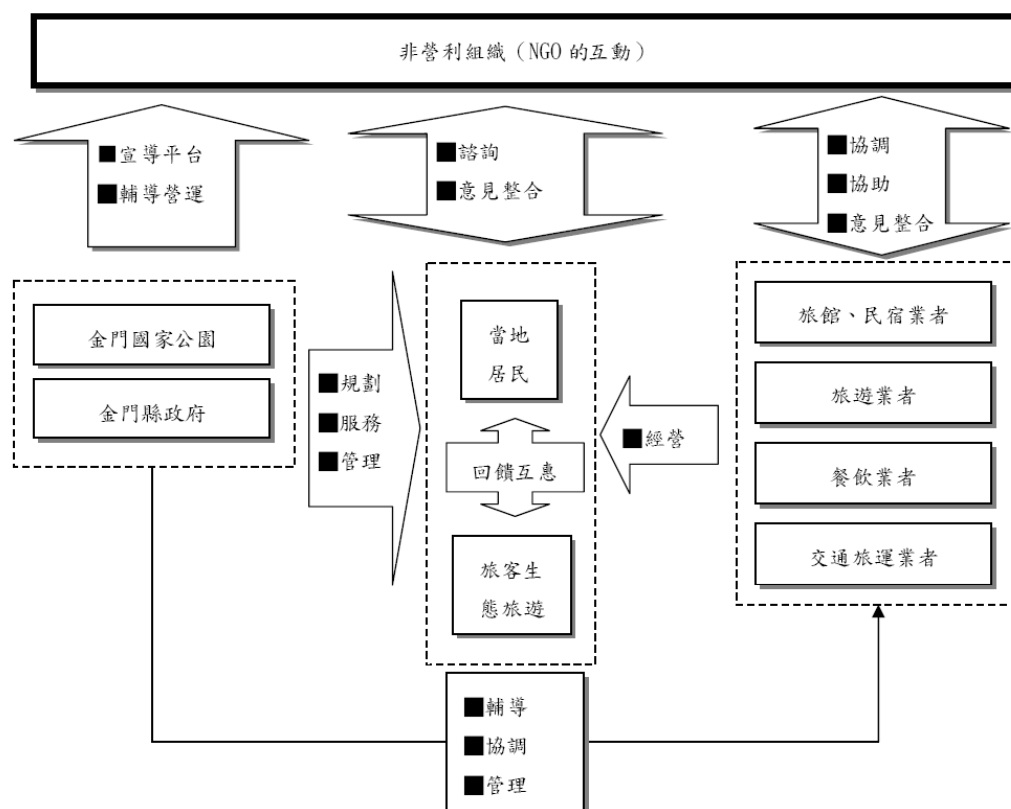 非營利組織（NGO 的互動）
■宣導平台
■輔導營運
■諮詢
■意見整合
■協調
■協助
■意見整合
金門國家公園
金門縣政府
■規劃
■服務
■管理
當地
居民
回饋互惠
旅客生
態旅遊
■經營
旅館、民宿業者
旅遊業者
餐飲業者
交通旅運業者
■輔導
■協調
■管理